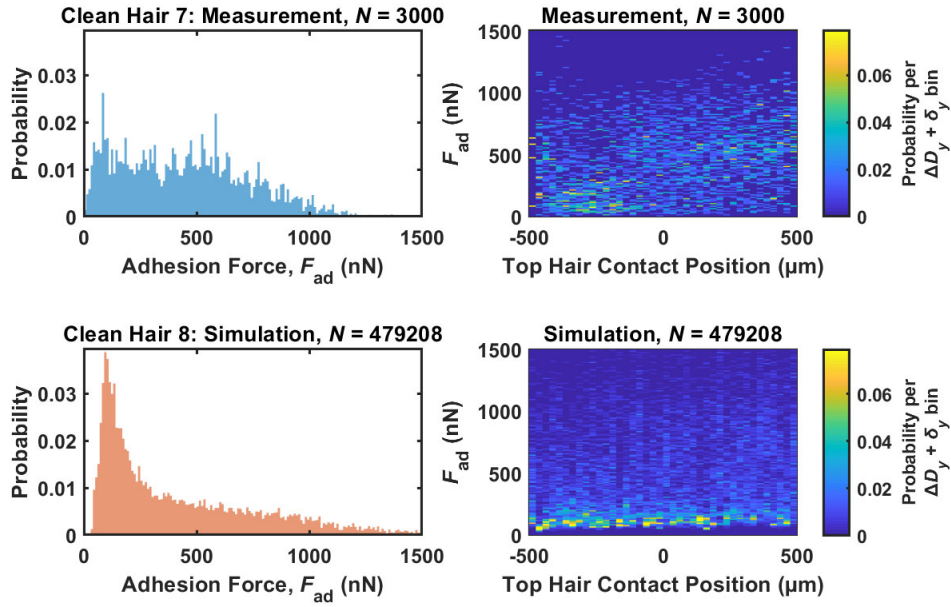 Clean Hair 7: Measurement, N = 3000
Probability
0.03
0.02
0.01
0
0
500
1000
1500
Adhesion Force, Fad (nN)
Measurement, N = 3000
Fad (nN)
1500
1000
500
0
-500
0
500
Top Hair Contact Position (µm)
0.06
0.04
0.02
0
Probability per
ΔDy + δy bin
Clean Hair 8: Simulation, N = 479208
Probability
0.03
0.02
0.01
0
0
500
1000
1500
Adhesion Force, Fad (nN)
Simulation, N = 479208
Fad (nN)
1500
1000
500
0
-500
0
500
Top Hair Contact Position (µm)
0.06
0.04
0.02
0
Probability per
ΔDy + δy bin